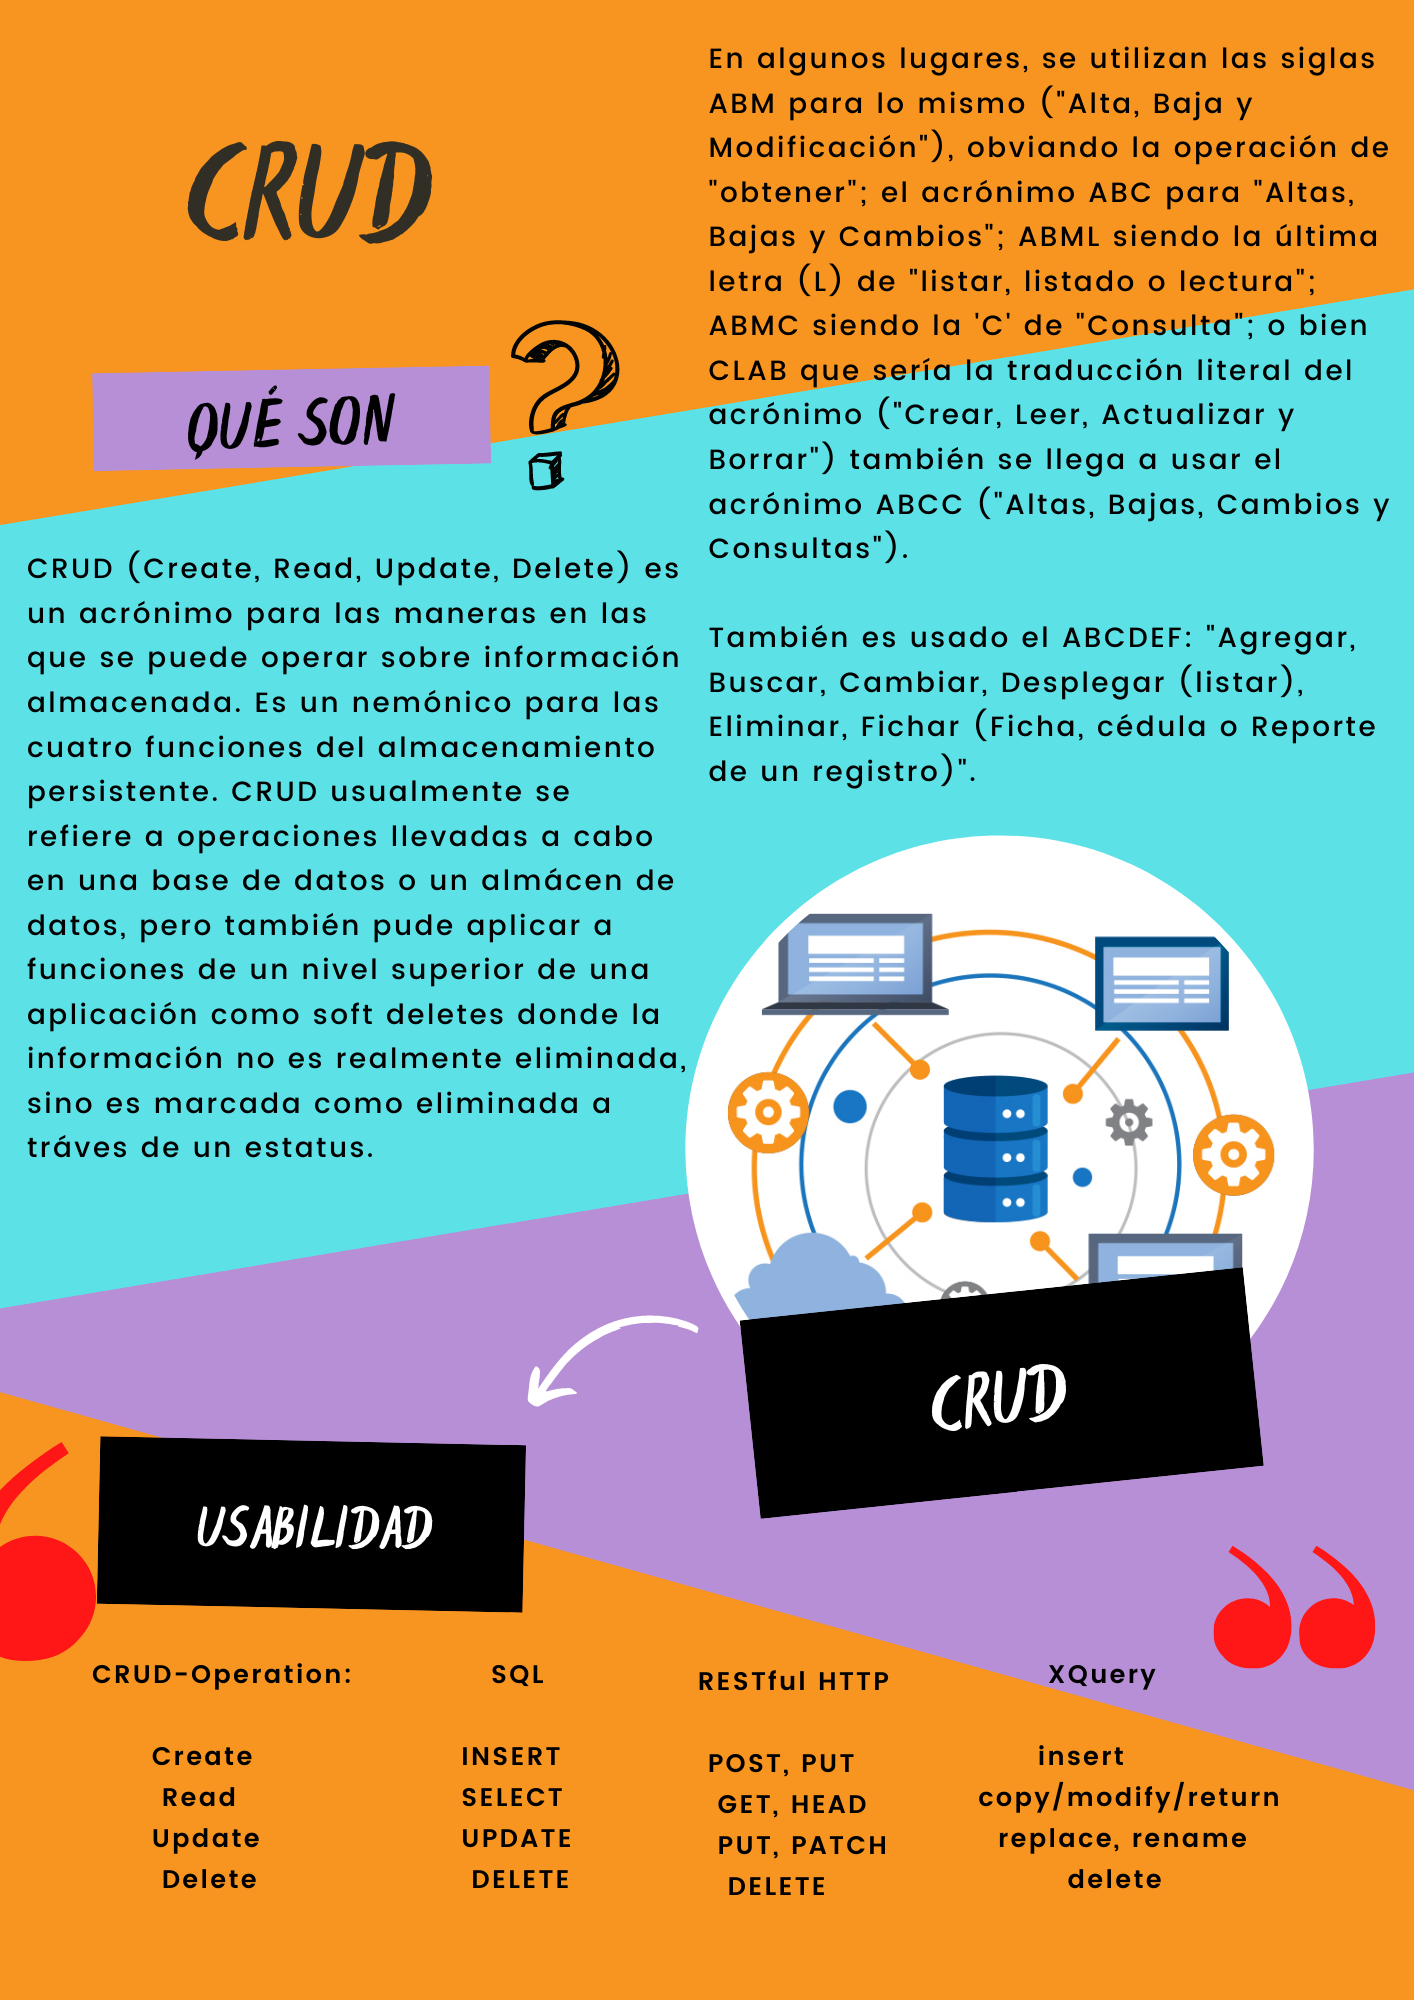 CRUD
QUÉ SON
?
CRUD (Create, Read, Update, Delete) es
un acrónimo para las maneras en las
que se puede operar sobre información
almacenada. Es un nemónico para las
cuatro funciones del almacenamiento
persistente. CRUD usualmente se
refiere a operaciones llevadas a cabo
en una base de datos o un almácen de
datos, pero también pude aplicar a
funciones de un nivel superior de una
aplicación como soft deletes donde la
información no es realmente eliminada,
sino es marcada como eliminada a
tráves de un estatus.
En algunos lugares, se utilizan las siglas
ABM para lo mismo ("Alta, Baja y
Modificación"), obviando la operación de
"obtener"; el acrónimo ABC para "Altas,
Bajas y Cambios"; ABML siendo la última
letra (L) de "listar, listado o lectura";
ABMC siendo la 'C' de "Consulta"; o bien
CLAB que sería la traducción literal del
acrónimo ("Crear, Leer, Actualizar y
Borrar") también se llega a usar el
acrónimo ABCC ("Altas, Bajas, Cambios y
Consultas").
También es usado el ABCDEF: "Agregar,
Buscar, Cambiar, Desplegar (listar),
Eliminar, Fichar (Ficha, cédula o Reporte
de un registro)".
CRUD
USABILIDAD
CRUD-Operation:
Create
Read
Update
Delete
SQL
INSERT
SELECT
UPDATE
DELETE
RESTful HTTP
POST, PUT
GET, HEAD
PUT, PATCH
DELETE
XQuery
insert
copy/modify/return
replace, rename
delete